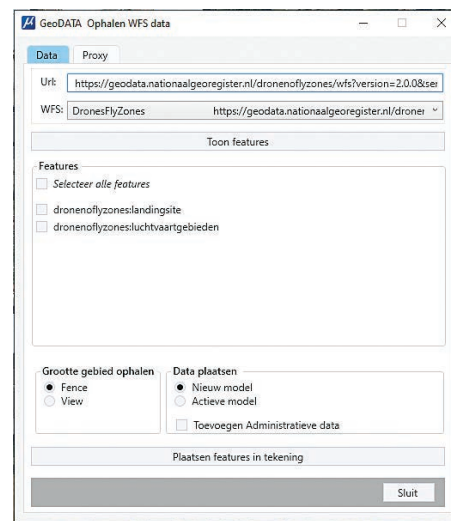 GeoDATA Ophalen WFS data
Data Proxy
Url: https://geodata.nationaalgeoregister.nl/dronenoflyzones/wfs?version=2.0.0&ser
WFS: DronesFlyZones https://geodata.nationaalgeoregister.nl/droner
Toon features
Features
Selecteer alle features
dronenoflyzones:landingsite
dronenoflyzones:luchtvaartgebieden
Grootte gebied ophalen
Fence
View
Data plaatsen
Nieuw model
Actieve model
Toevoegen Administratieve data
Plaatsen features in tekening
Sluit